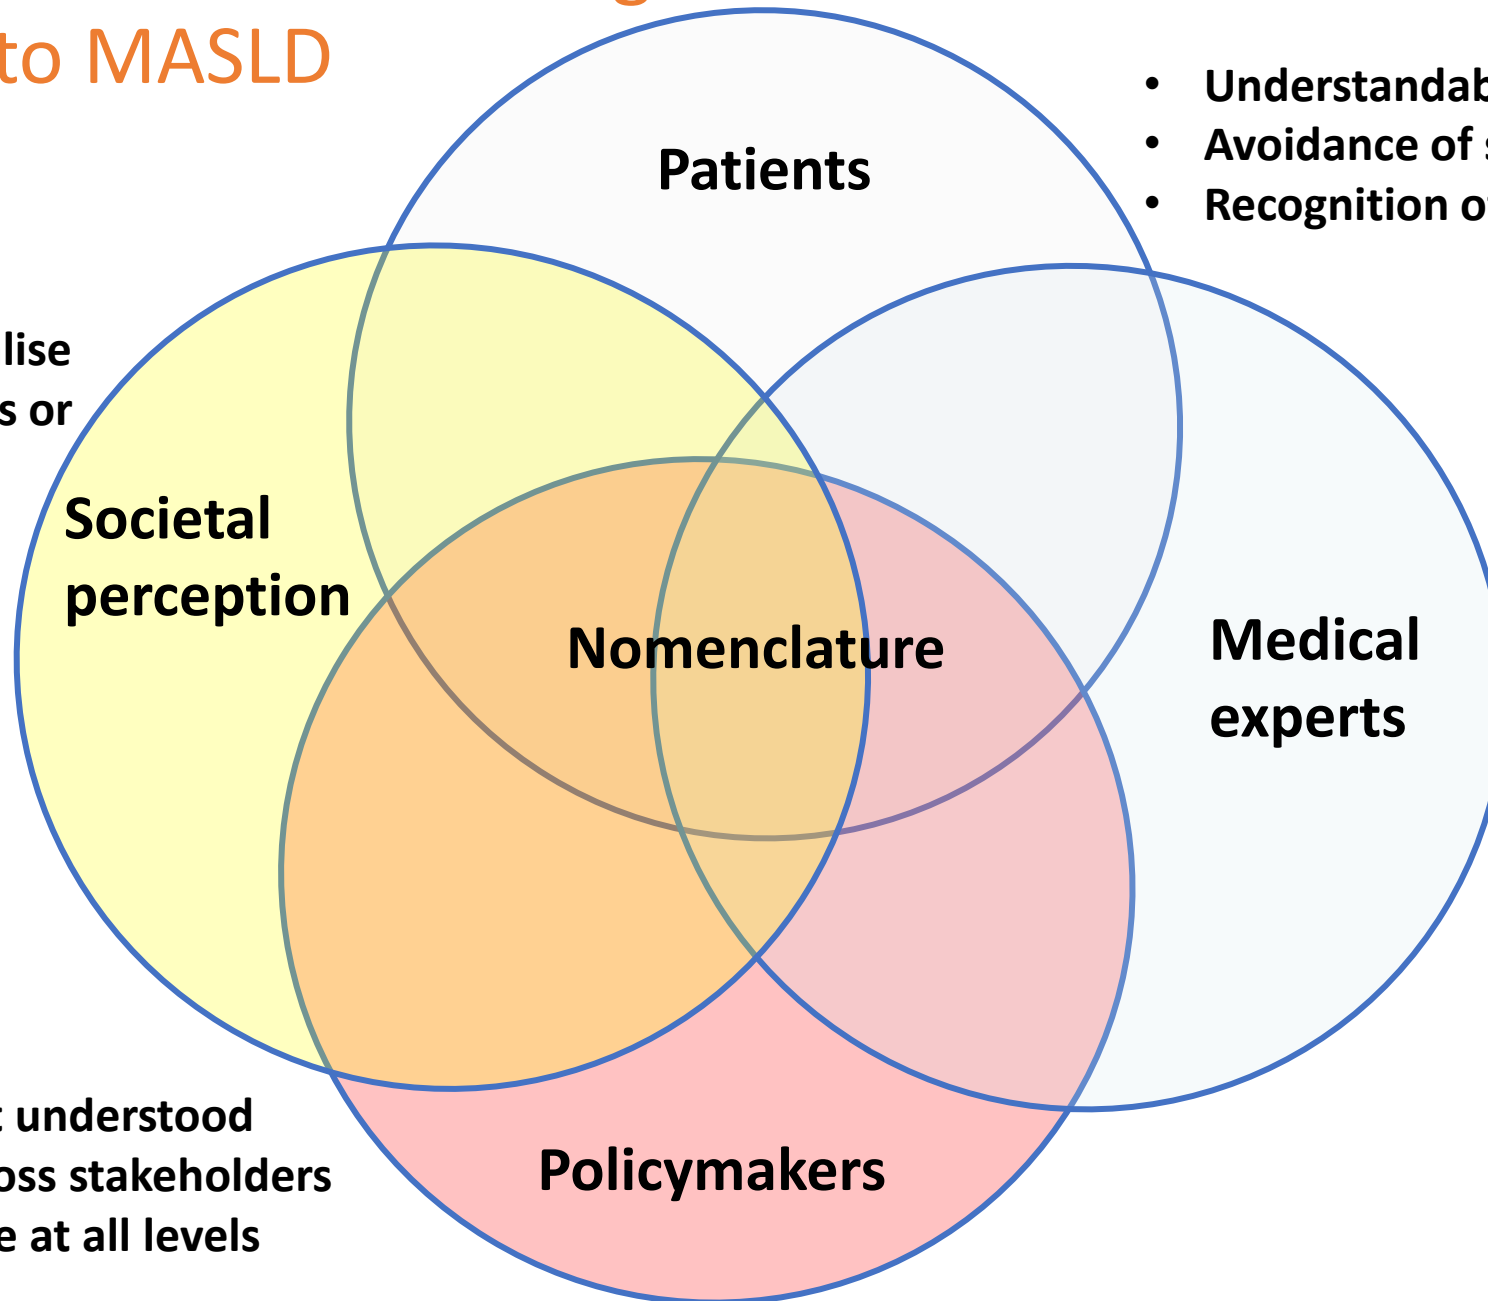 to MASLD
Patients
• Understandab
• Avoidance of
• Recognition of
lise
s or
Societal
perception
Nomenclature
Medical
experts
understood
oss stakeholders
e at all levels
Policymakers